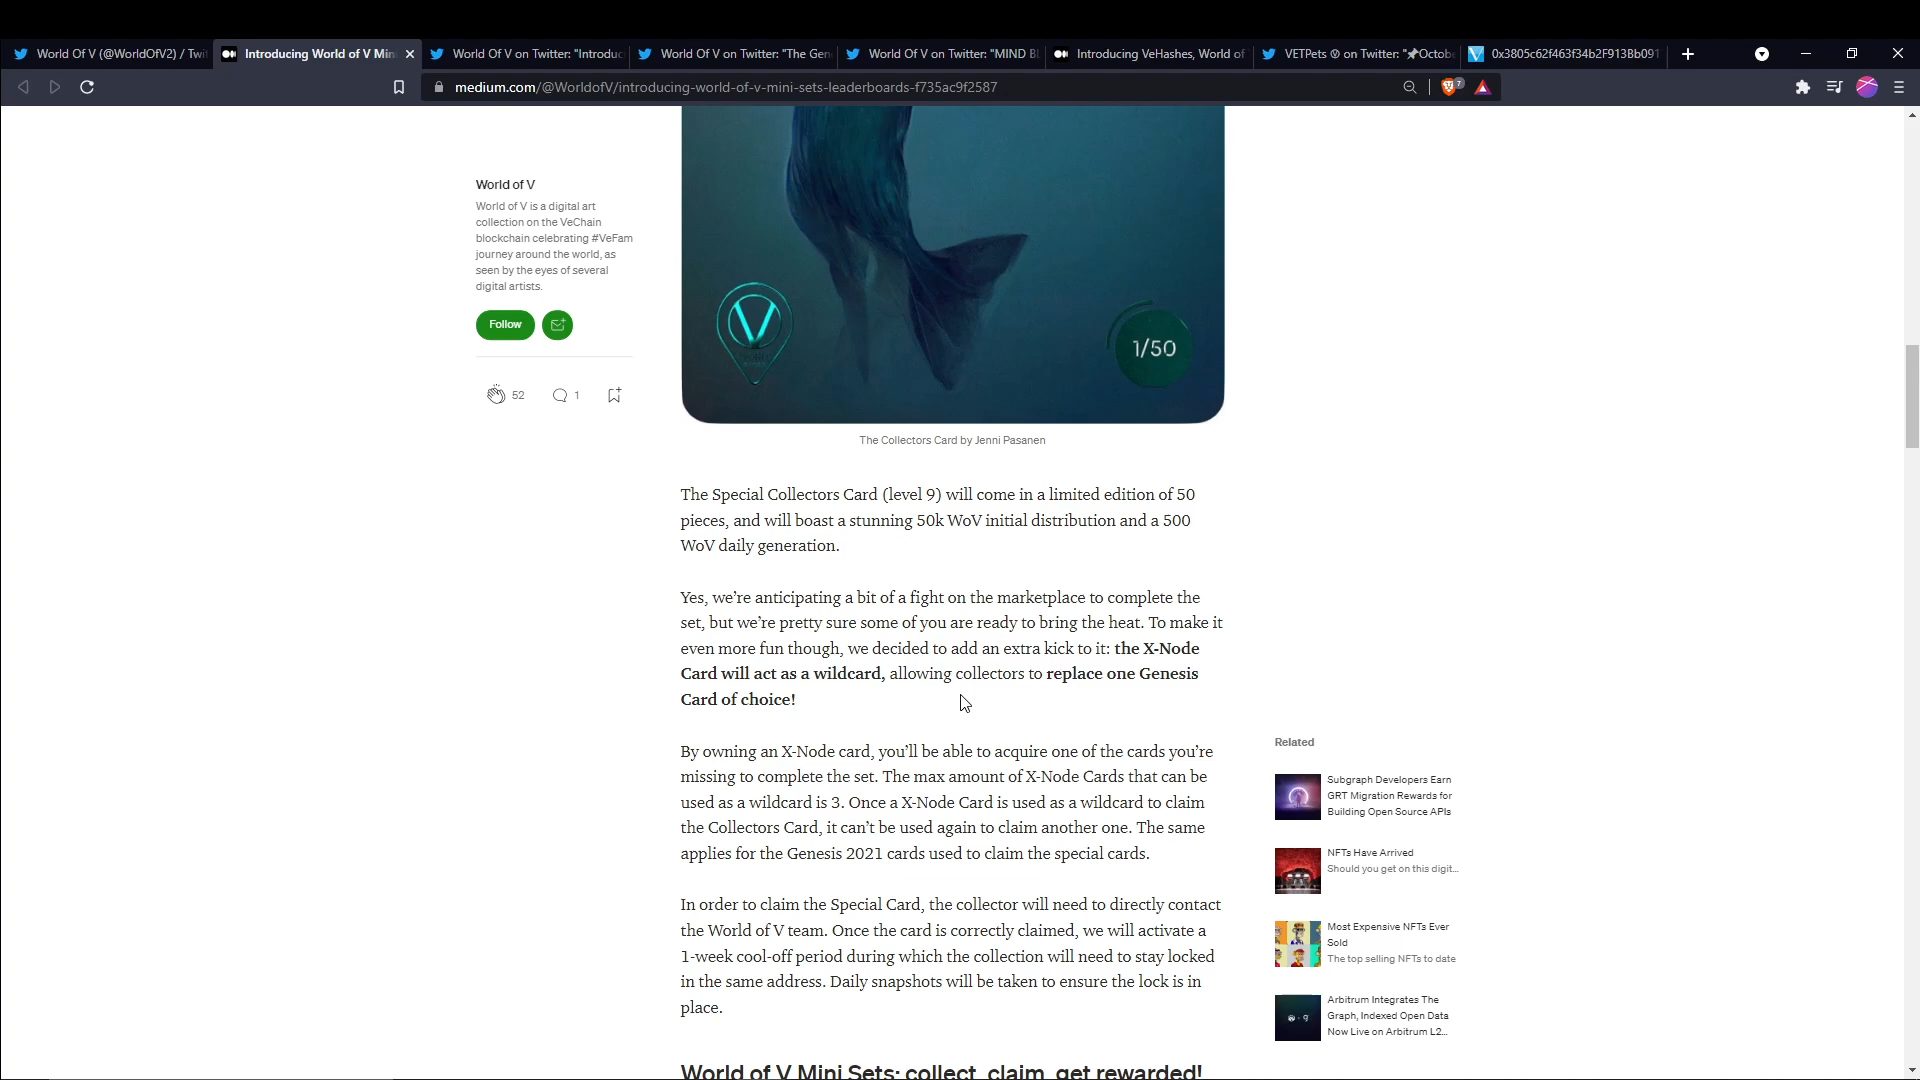 World Of V (@WorldOfV2) / Twi
Introducing World of V Min
World Of V on Twitter: "Introduc
World Of V on Twitter: "The Gen
World Of V on Twitter: "MIND Bl
Introducing VeHashes, World of
VETPets on Twitter: "📌Octobe
0x3805c62f463f34b2F913Bb091
medium.com/@WorldofV/introducing-world-of-v-mini-sets-leaderboards-f735ac9f2587
7
World of V
World of V is a digital art
collection on the VeChain
blockchain celebrating #VeFam
journey around the world, as
seen by the eyes of several
digital artists.
Follow
52
1
V
1/50
The Collectors Card by Jenni Pasanen
The Special Collectors Card (level 9) will come in a limited edition of 50
pieces, and will boast a stunning 50k WoV initial distribution and a 500
WoV daily generation.
Yes, we’re anticipating a bit of a fight on the marketplace to complete the
set, but we’re pretty sure some of you are ready to bring the heat. To make it
even more fun though, we decided to add an extra kick to it: the X-Node
Card will act as a wildcard, allowing collectors to replace one Genesis
Card of choice!
By owning an X-Node card, you’ll be able to acquire one of the cards you’re
missing to complete the set. The max amount of X-Node Cards that can be
used as a wildcard is 3. Once a X-Node Card is used as a wildcard to claim
the Collectors Card, it can’t be used again to claim another one. The same
applies for the Genesis 2021 cards used to claim the special cards.
In order to claim the Special Card, the collector will need to directly contact
the World of V team. Once the card is correctly claimed, we will activate a
1-week cool-off period during which the collection will need to stay locked
in the same address. Daily snapshots will be taken to ensure the lock is in
place.
World of V Mini Sets: collect, claim, get rewarded!
Related
Subgraph Developers Earn
GRT Migration Rewards for
Building Open Source APIs
NFTs Have Arrived
Should you get on this digit...
Most Expensive NFTs Ever
Sold
The top selling NFTs to date
Arbitrum Integrates The
Graph, Indexed Open Data
Now Live on Arbitrum L2...